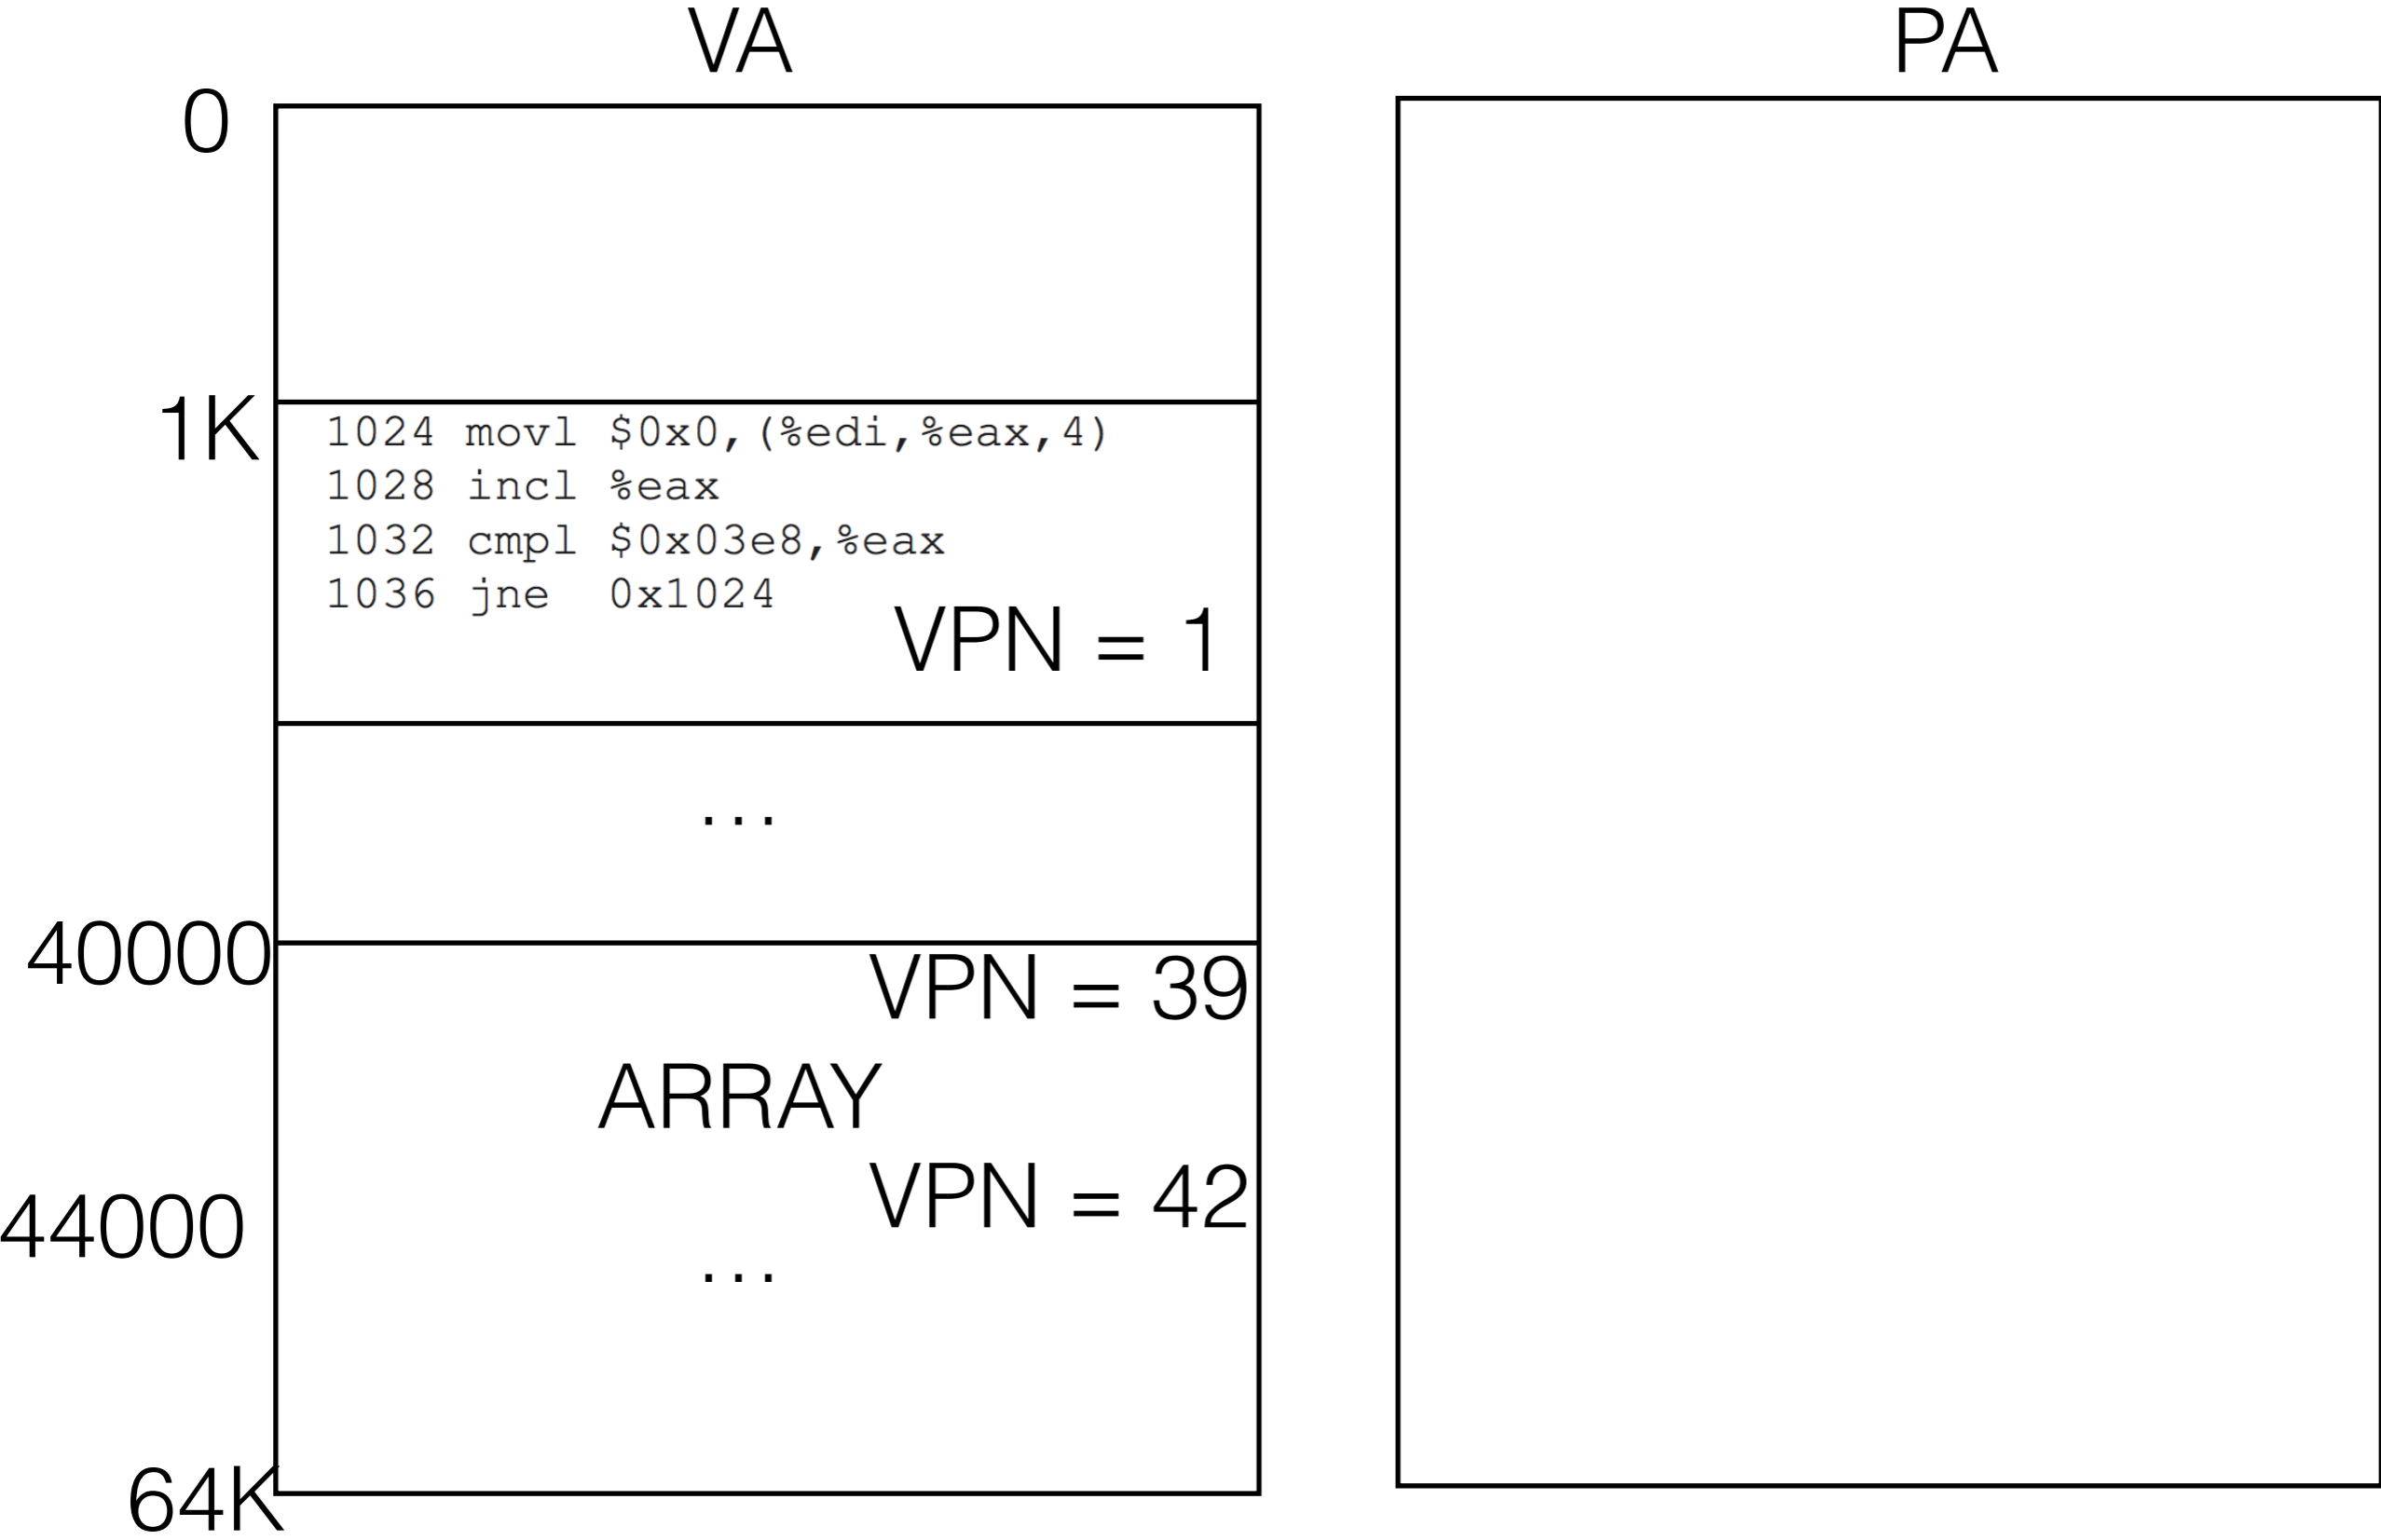 VA
PA
0
1K
1024 movl $0x0,(%edi,%eax,4)
1028 incl %eax
1032 cmpl $0x03e8,%eax
1036 jne 0x1024
VPN = 1
...
40000
VPN = 39
ARRAY
VPN = 42
44000
...
64K